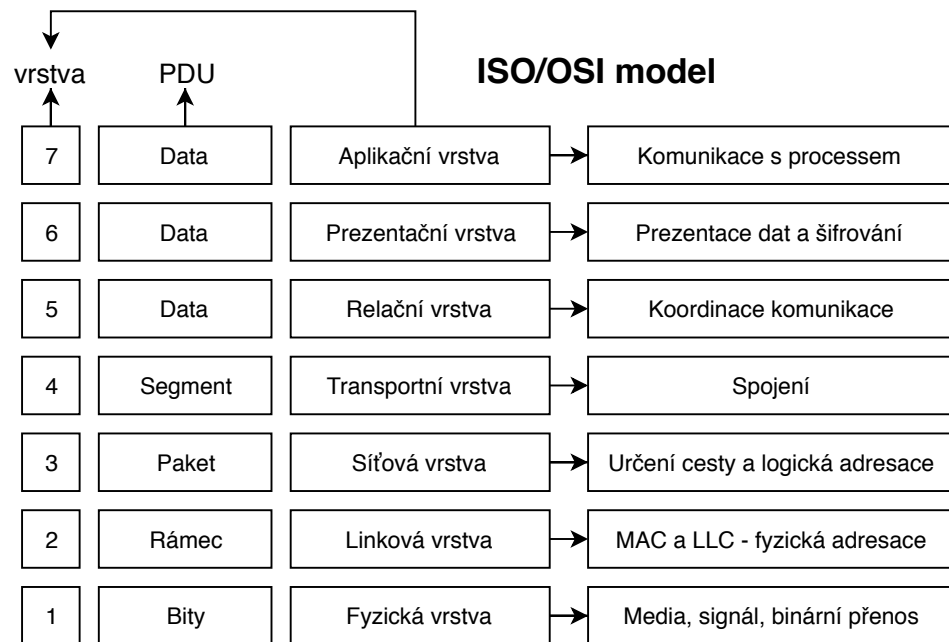 ISO/OSI model
vrstva PDU
7 Data Aplikační vrstva Komunikace s processem
6 Data Prezentační vrstva Prezentace dat a šifrování
5 Data Relační vrstva Koordinace komunikace
4 Segment Transportní vrstva Spojení
3 Paket Síťová vrstva Určení cesty a logická adresace
2 Rámec Linková vrstva MAC a LLC - fyzická adresace
1 Bity Fyzická vrstva Media, signál, binární přenos